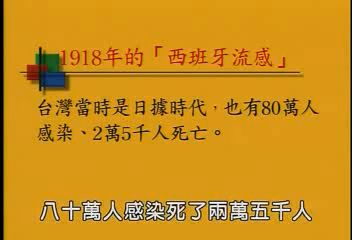 1918年的「西班牙流感」
台灣當時是日據時代，也有80萬人
感染、2萬5千人死亡。
八十萬人感染死了兩萬五千人